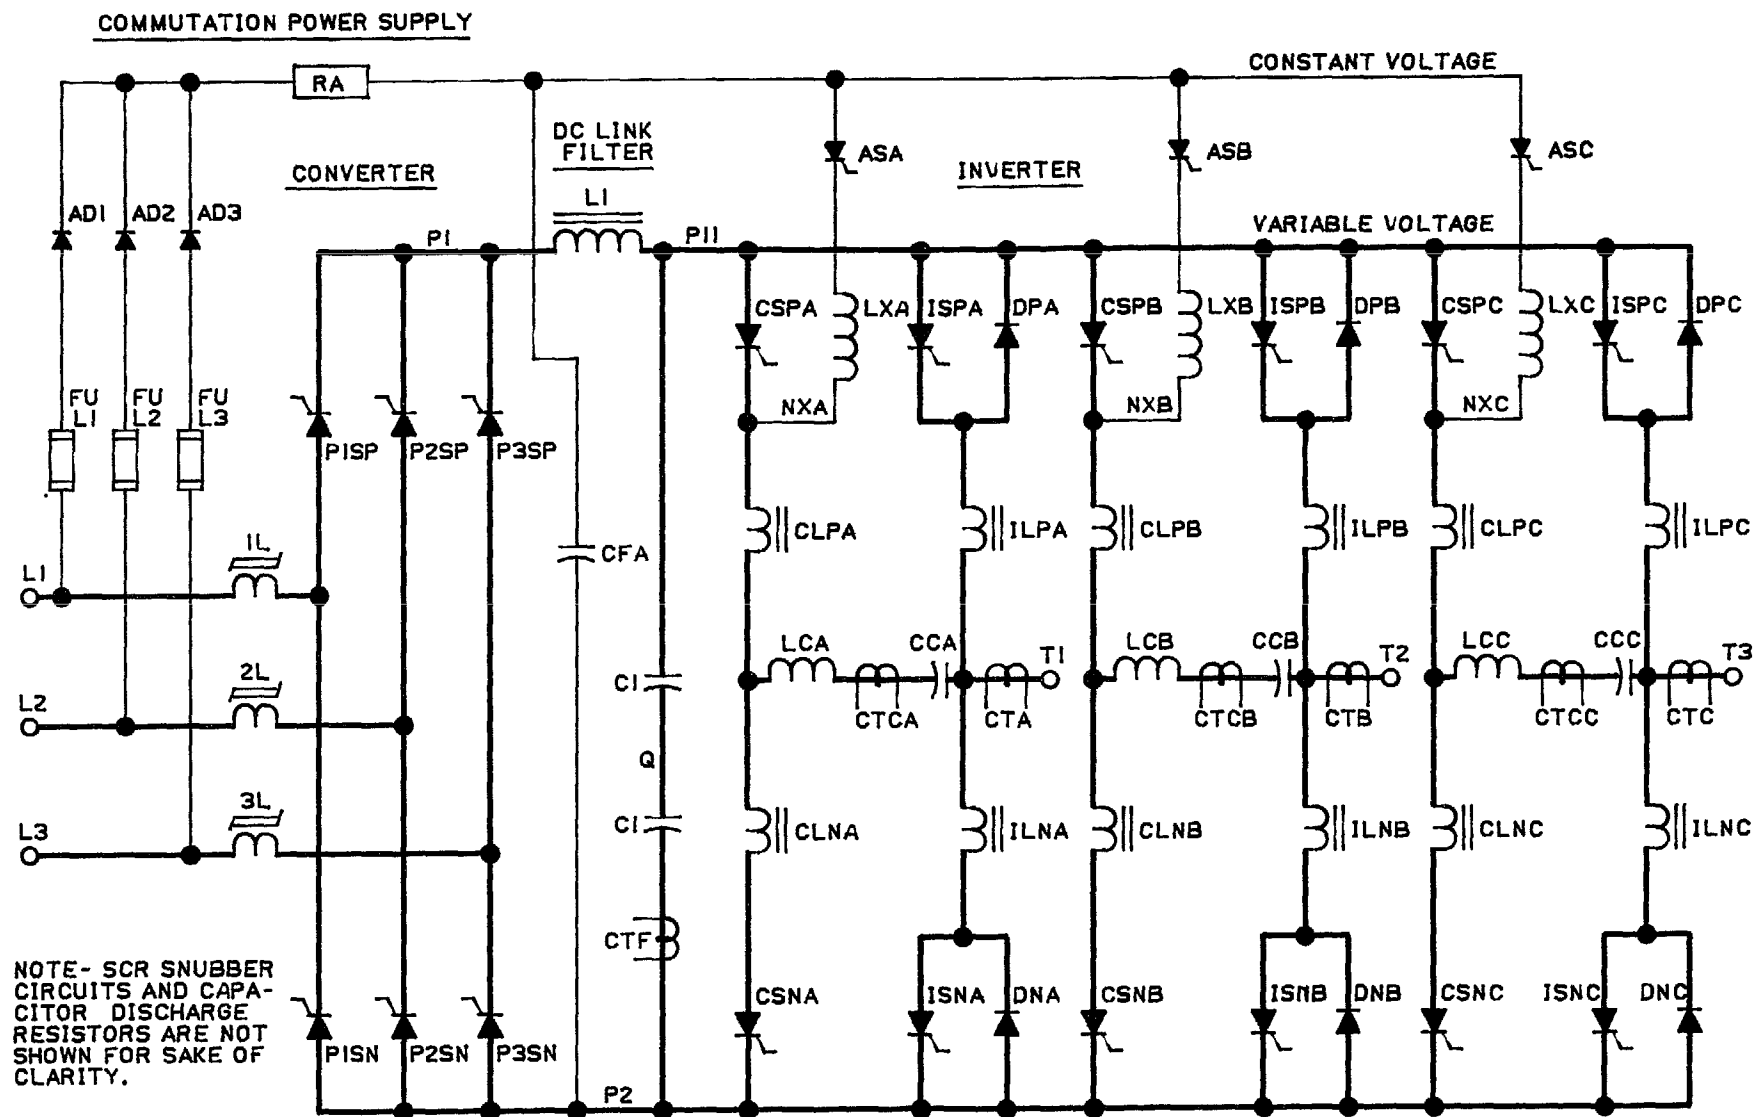 COMMUTATION POWER SUPPLY
CONSTANT VOLTAGE
RA
DC LINK
FILTER
ASA
ASB
ASC
CONVERTER
INVERTER
L1
AD1
AD2
AD3
P1
P11
VARIABLE VOLTAGE
CSPA
LXA
ISPA
DPA
CSPB
LXB
ISPB
DPB
CSPC
LXC
ISPC
DPC
FU
L1
FU
L2
FU
L3
NXA
NXB
NXC
P1SP
P2SP
P3SP
CLPA
ILPA
CLPB
ILPB
CLPC
ILPC
1L
CFA
L1
LCA
CCA
T1
LCB
CCB
T2
LCC
CCC
T3
2L
L2
C1
CTCA
CTA
CTCB
CTB
CTCC
CTC
Q
3L
L3
C1
CLNA
ILNA
CLNB
ILNB
CLNC
ILNC
CTF
NOTE- SCR SNUBBER
CIRCUITS AND CAPA-
CITOR DISCHARGE
RESISTORS ARE NOT
SHOWN FOR SAKE OF
CLARITY.
CSNA
ISNA
DNA
CSNB
ISNB
DNB
CSNC
ISNC
DNC
P1SN
P2SN
P3SN
P2